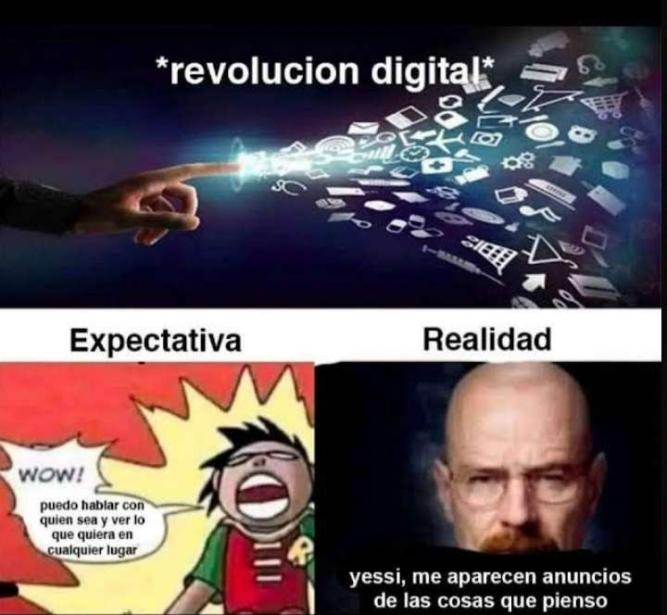 *revolucion digital*
Expectativa
Realidad
WOW!
puedo hablar con
quien sea y ver lo
que quiera en
cualquier lugar
R
yessi, me aparecen anuncios
de las cosas que pienso